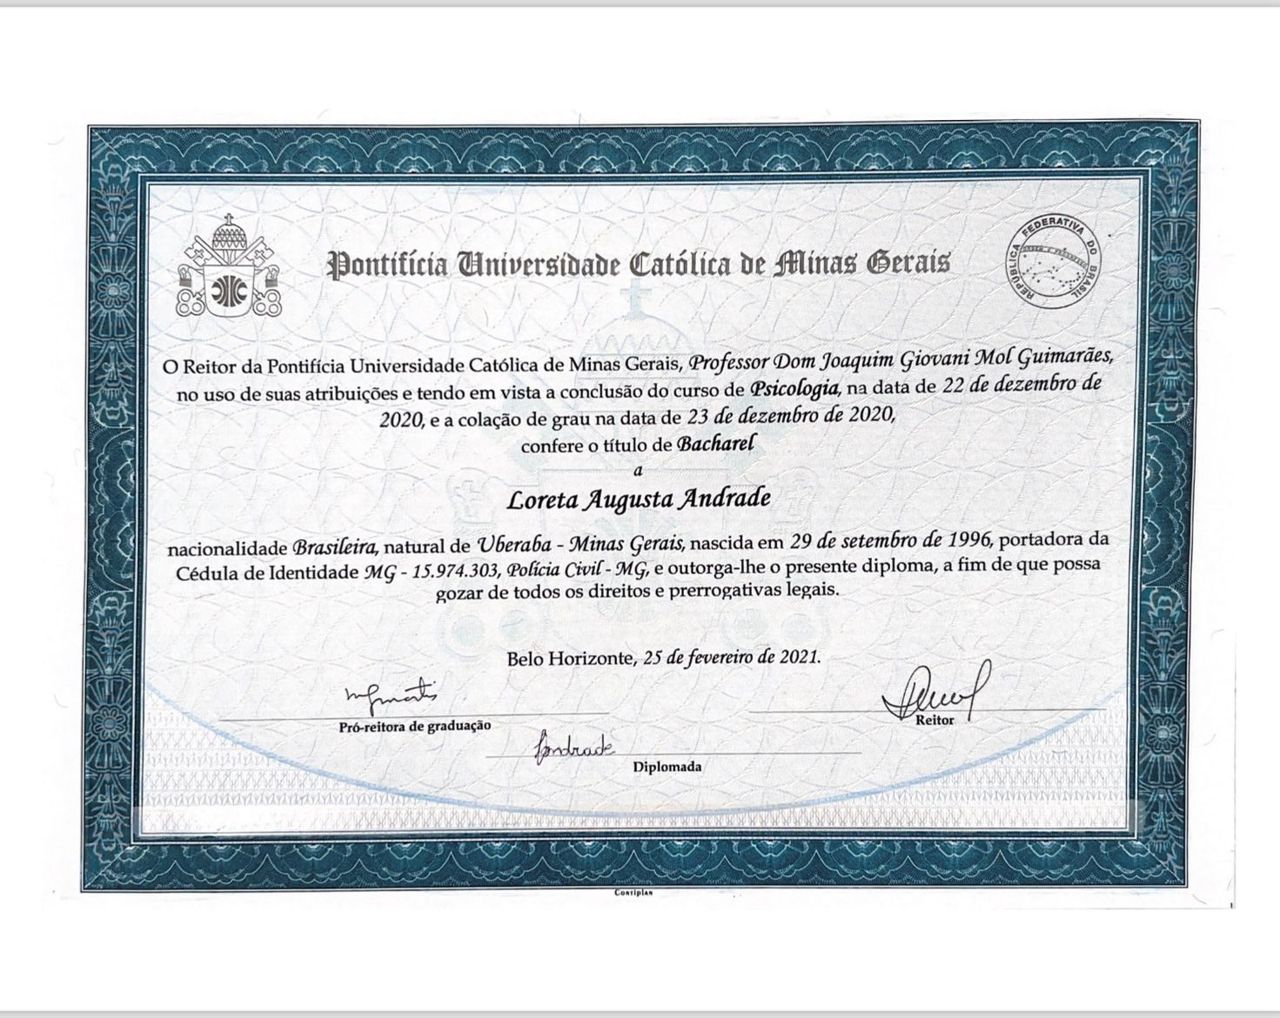 Pontifícia Universidade Católica de Minas Gerais
REPÚBLICA FEDERATIVA DO BRASIL
O Reitor da Pontifícia Universidade Católica de Minas Gerais, Professor Dom Joaquim Giovani Mol Guimarães,
no uso de suas atribuições e tendo em vista a conclusão do curso de Psicologia, na data de 22 de dezembro de
2020, e a colação de grau na data de 23 de dezembro de 2020,
confere o título de Bacharel
a
Loreta Augusta Andrade
nacionalidade Brasileira, natural de Uberaba - Minas Gerais, nascida em 29 de setembro de 1996, portadora da
Cédula de Identidade MG - 15.974.303, Polícia Civil - MG, e outorga-lhe o presente diploma, a fim de que possa
gozar de todos os direitos e prerrogativas legais.
Belo Horizonte, 25 de fevereiro de 2021.
Pró-reitora de graduação
Reitor
Andrade
Diplomada
Contiplan